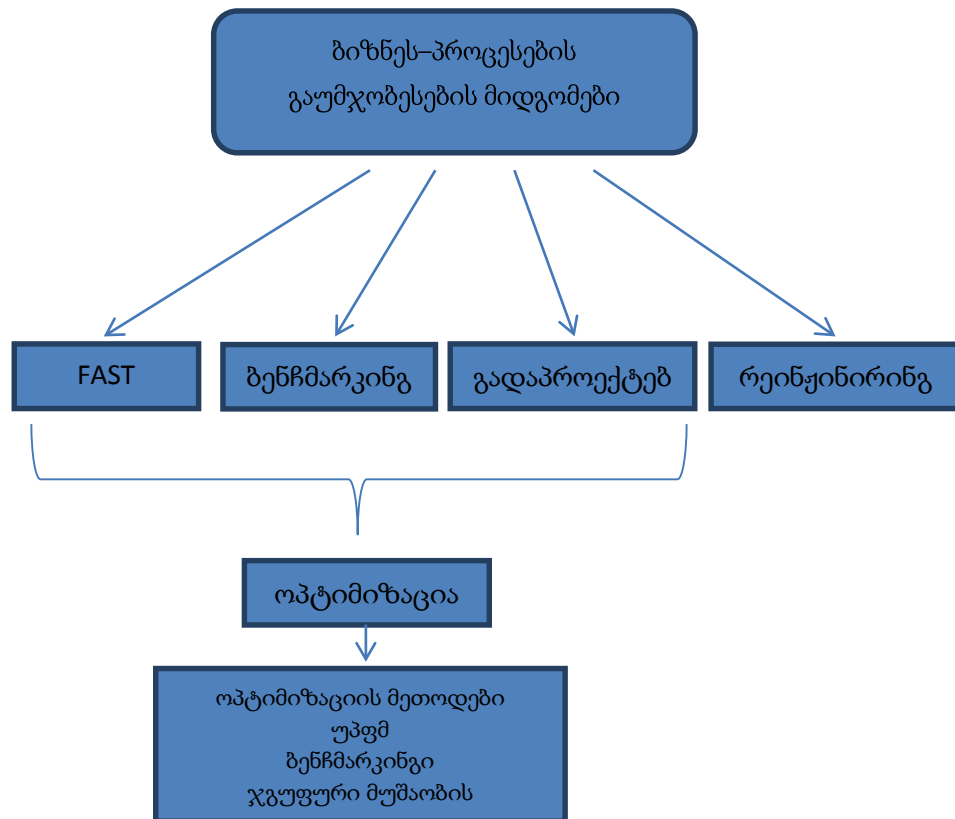 ბიზნეს–პროცესების
გაუმჯობესების მიდგომები
FAST
ბენჩმარკინგ
გადაპროექტებ
რეინჟინირინგ
ოპტიმიზაცია
ოპტიმიზაციის მეთოდები
უპფმ
ბენჩმარკინგი
ჯგუფური მუშაობის